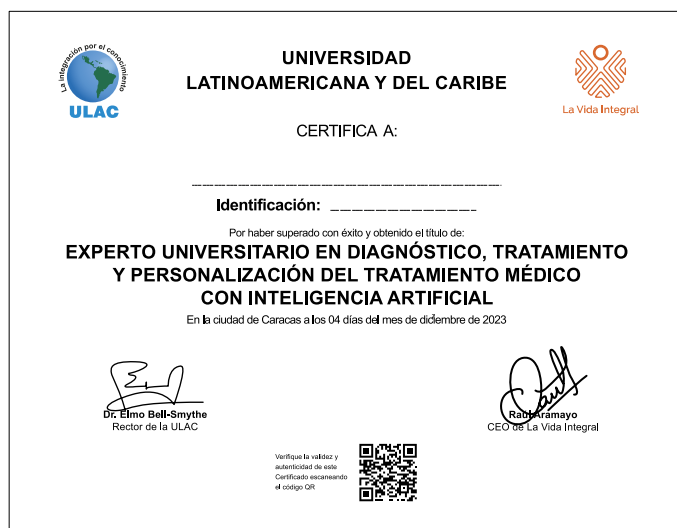 La integración por el conocimiento
ULAC
UNIVERSIDAD
LATINOAMERICANA Y DEL CARIBE
La Vida Integral
CERTIFICA A:
Identificación:
Por haber superado con éxito y obtenido el título de:
EXPERTO UNIVERSITARIO EN DIAGNÓSTICO, TRATAMIENTO
Y PERSONALIZACIÓN DEL TRATAMIENTO MÉDICO
CON INTELIGENCIA ARTIFICIAL
En la ciudad de Caracas a los 04 días del mes de diciembre de 2023
Dr. Elmo Bell-Smythe
Rector de la ULAC
Raúl Aramayo
CEO de La Vida Integral
Verifique la validez y
autenticidad de este
Certificado escaneando
el código QR